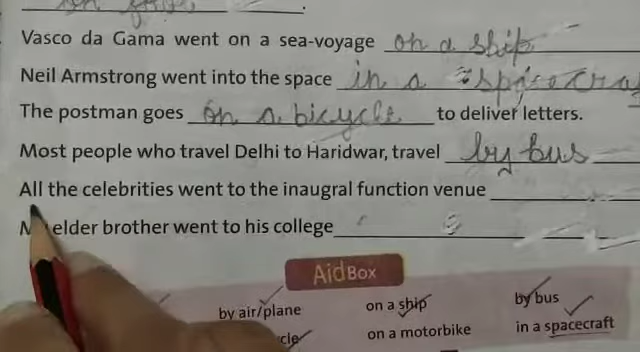 Vasco da Gama went on a sea-voyage on a ship
Neil Armstrong went into the space in a spacecra
The postman goes on a bicycle to deliver letters.
Most people who travel Delhi to Haridwar, travel by bus
All the celebrities went to the inaugral function venue
elder brother went to his college
Aid Box
by air/plane on a ship by bus
cle on a motorbike in a spacecraft